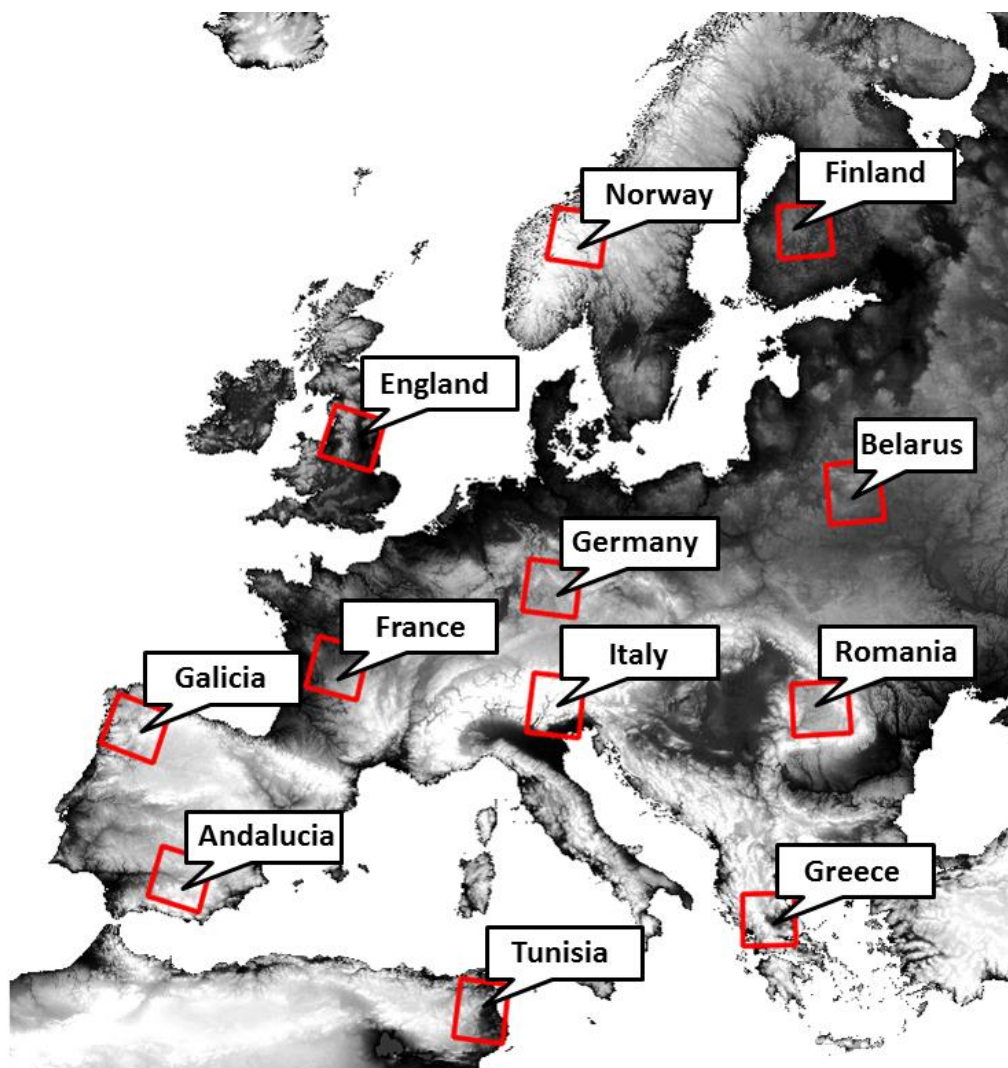 Norway
Finland
England
Belarus
Germany
France
Italy
Romania
Galicia
Andalucia
Greece
Tunisia